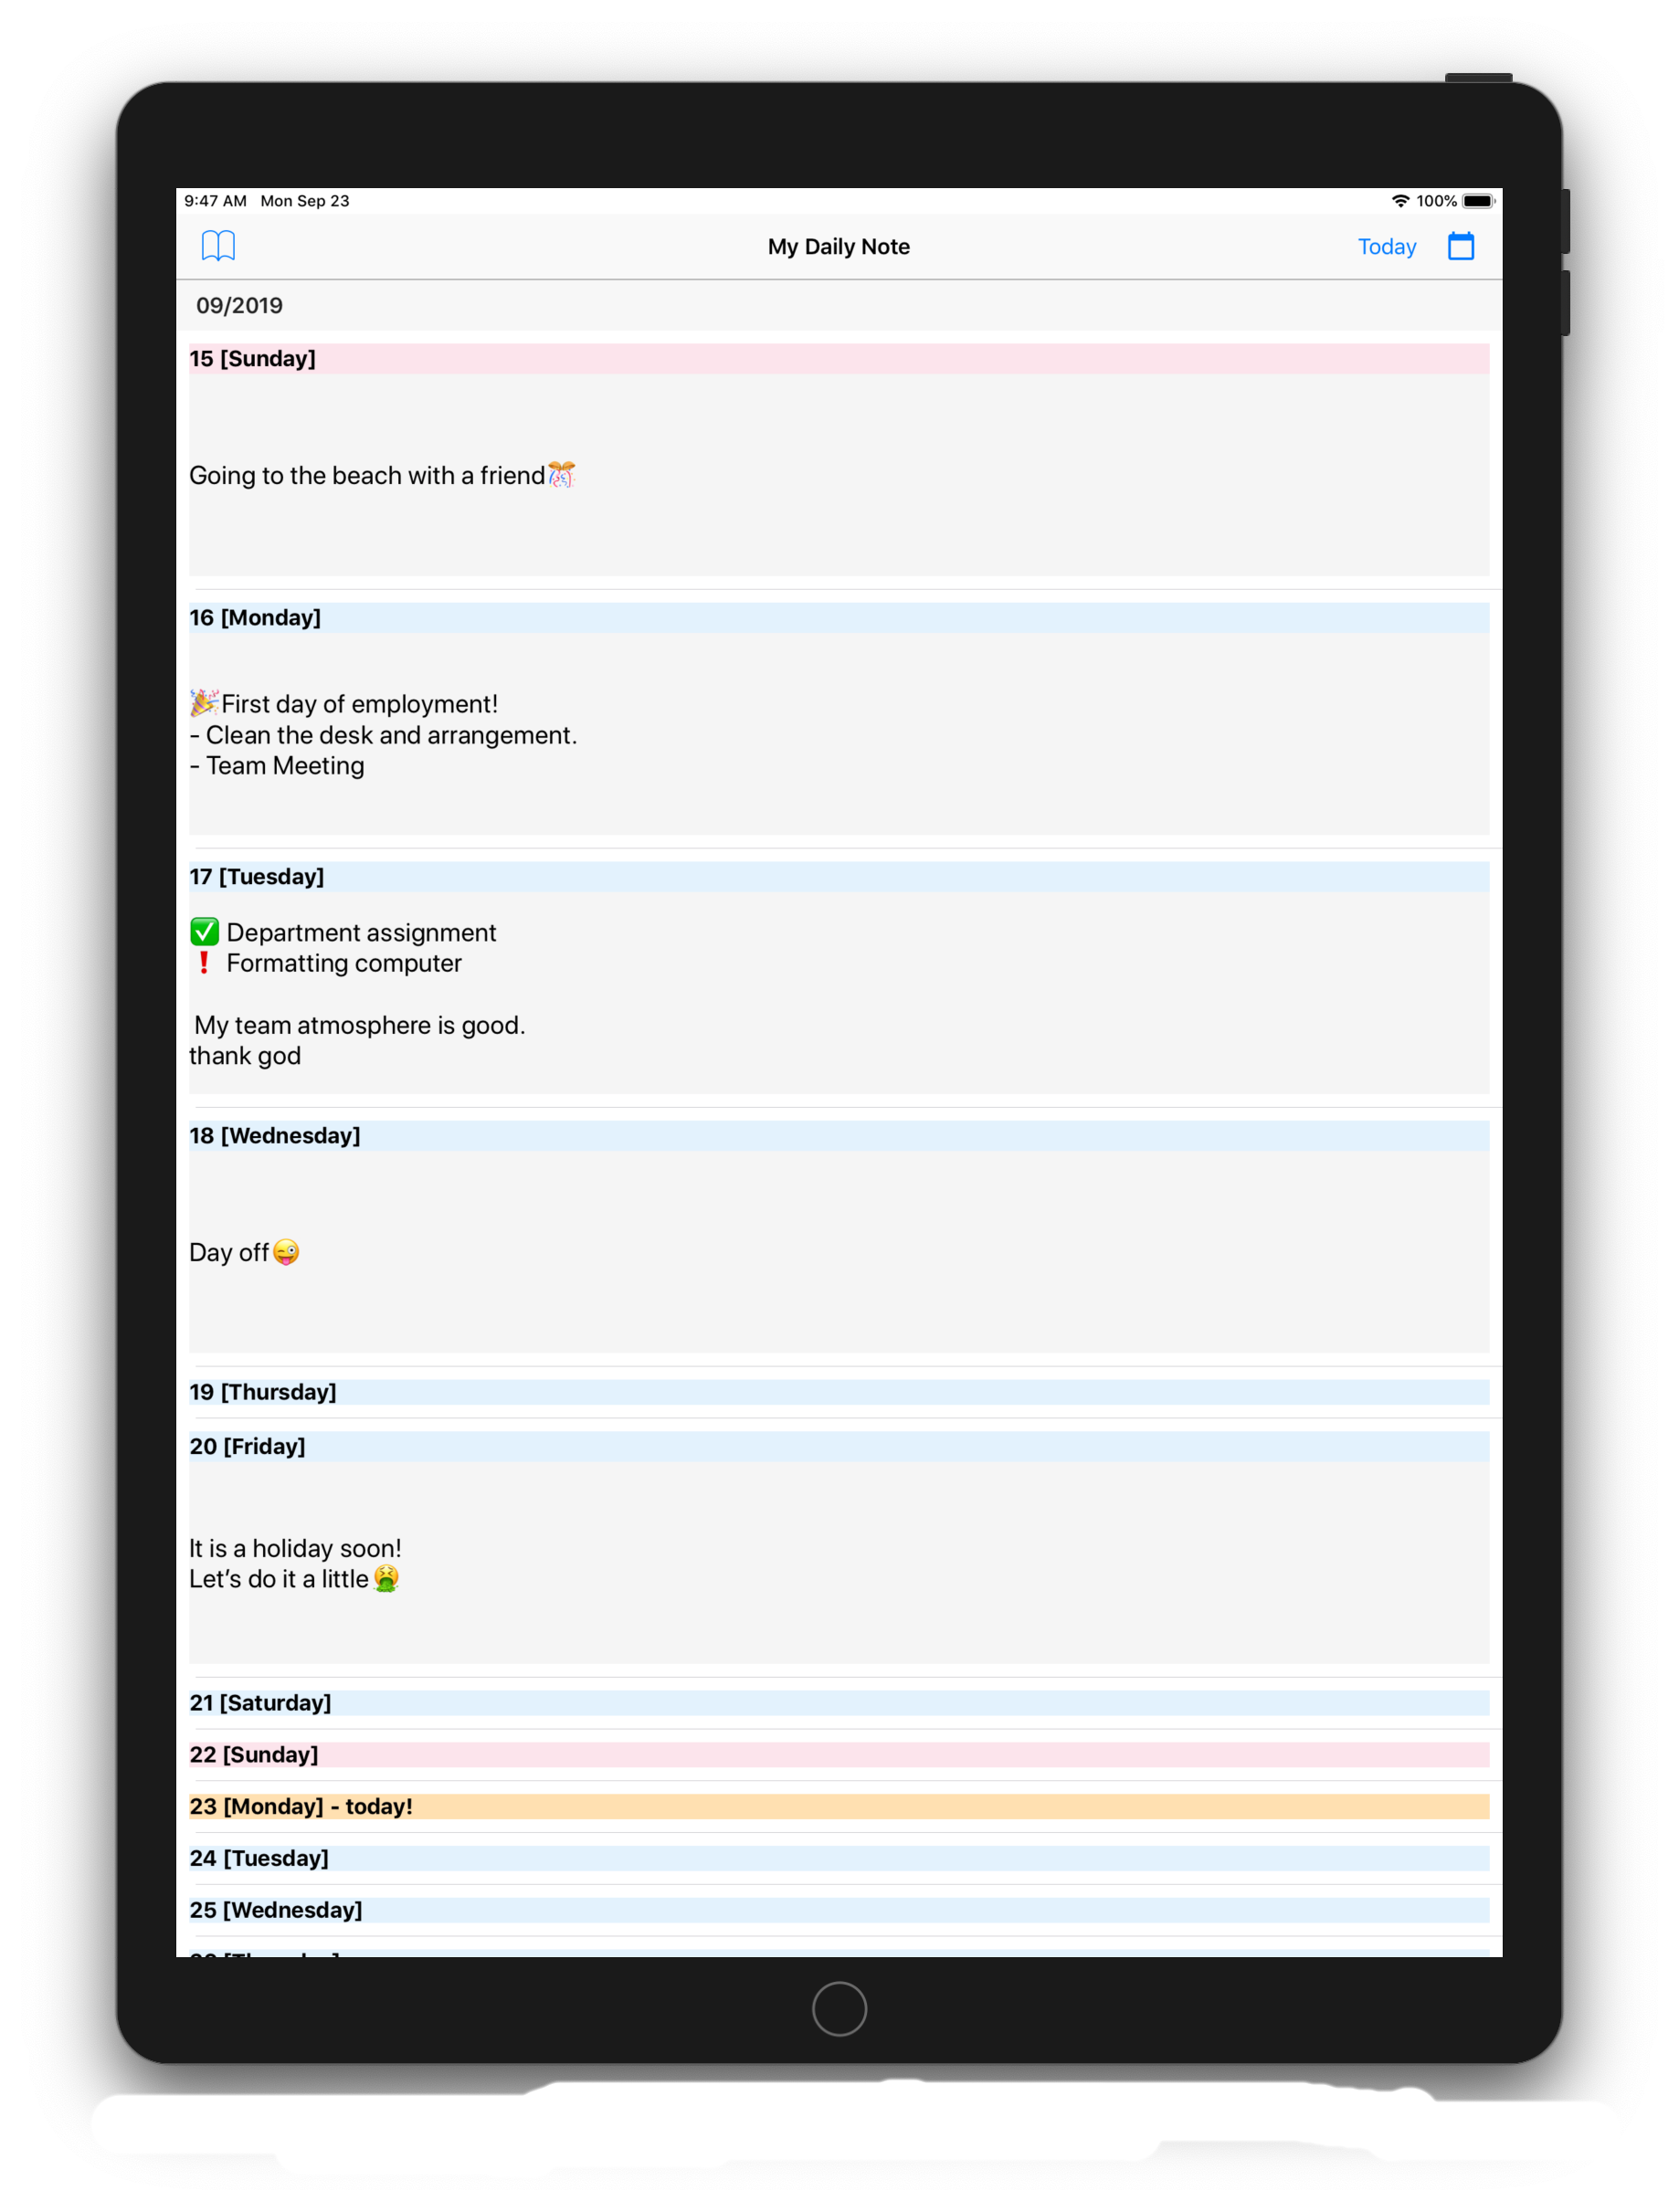 9:47 AM Mon Sep 23 100%
My Daily Note Today
09/2019
15 [Sunday]
Going to the beach with a friend🎊
16 [Monday]
🎉First day of employment!
- Clean the desk and arrangement.
- Team Meeting
17 [Tuesday]
✅ Department assignment
❗ Formatting computer
My team atmosphere is good.
thank god
18 [Wednesday]
Day off😜
19 [Thursday]
20 [Friday]
It is a holiday soon!
Let’s do it a little🤮
21 [Saturday]
22 [Sunday]
23 [Monday] - today!
24 [Tuesday]
25 [Wednesday]